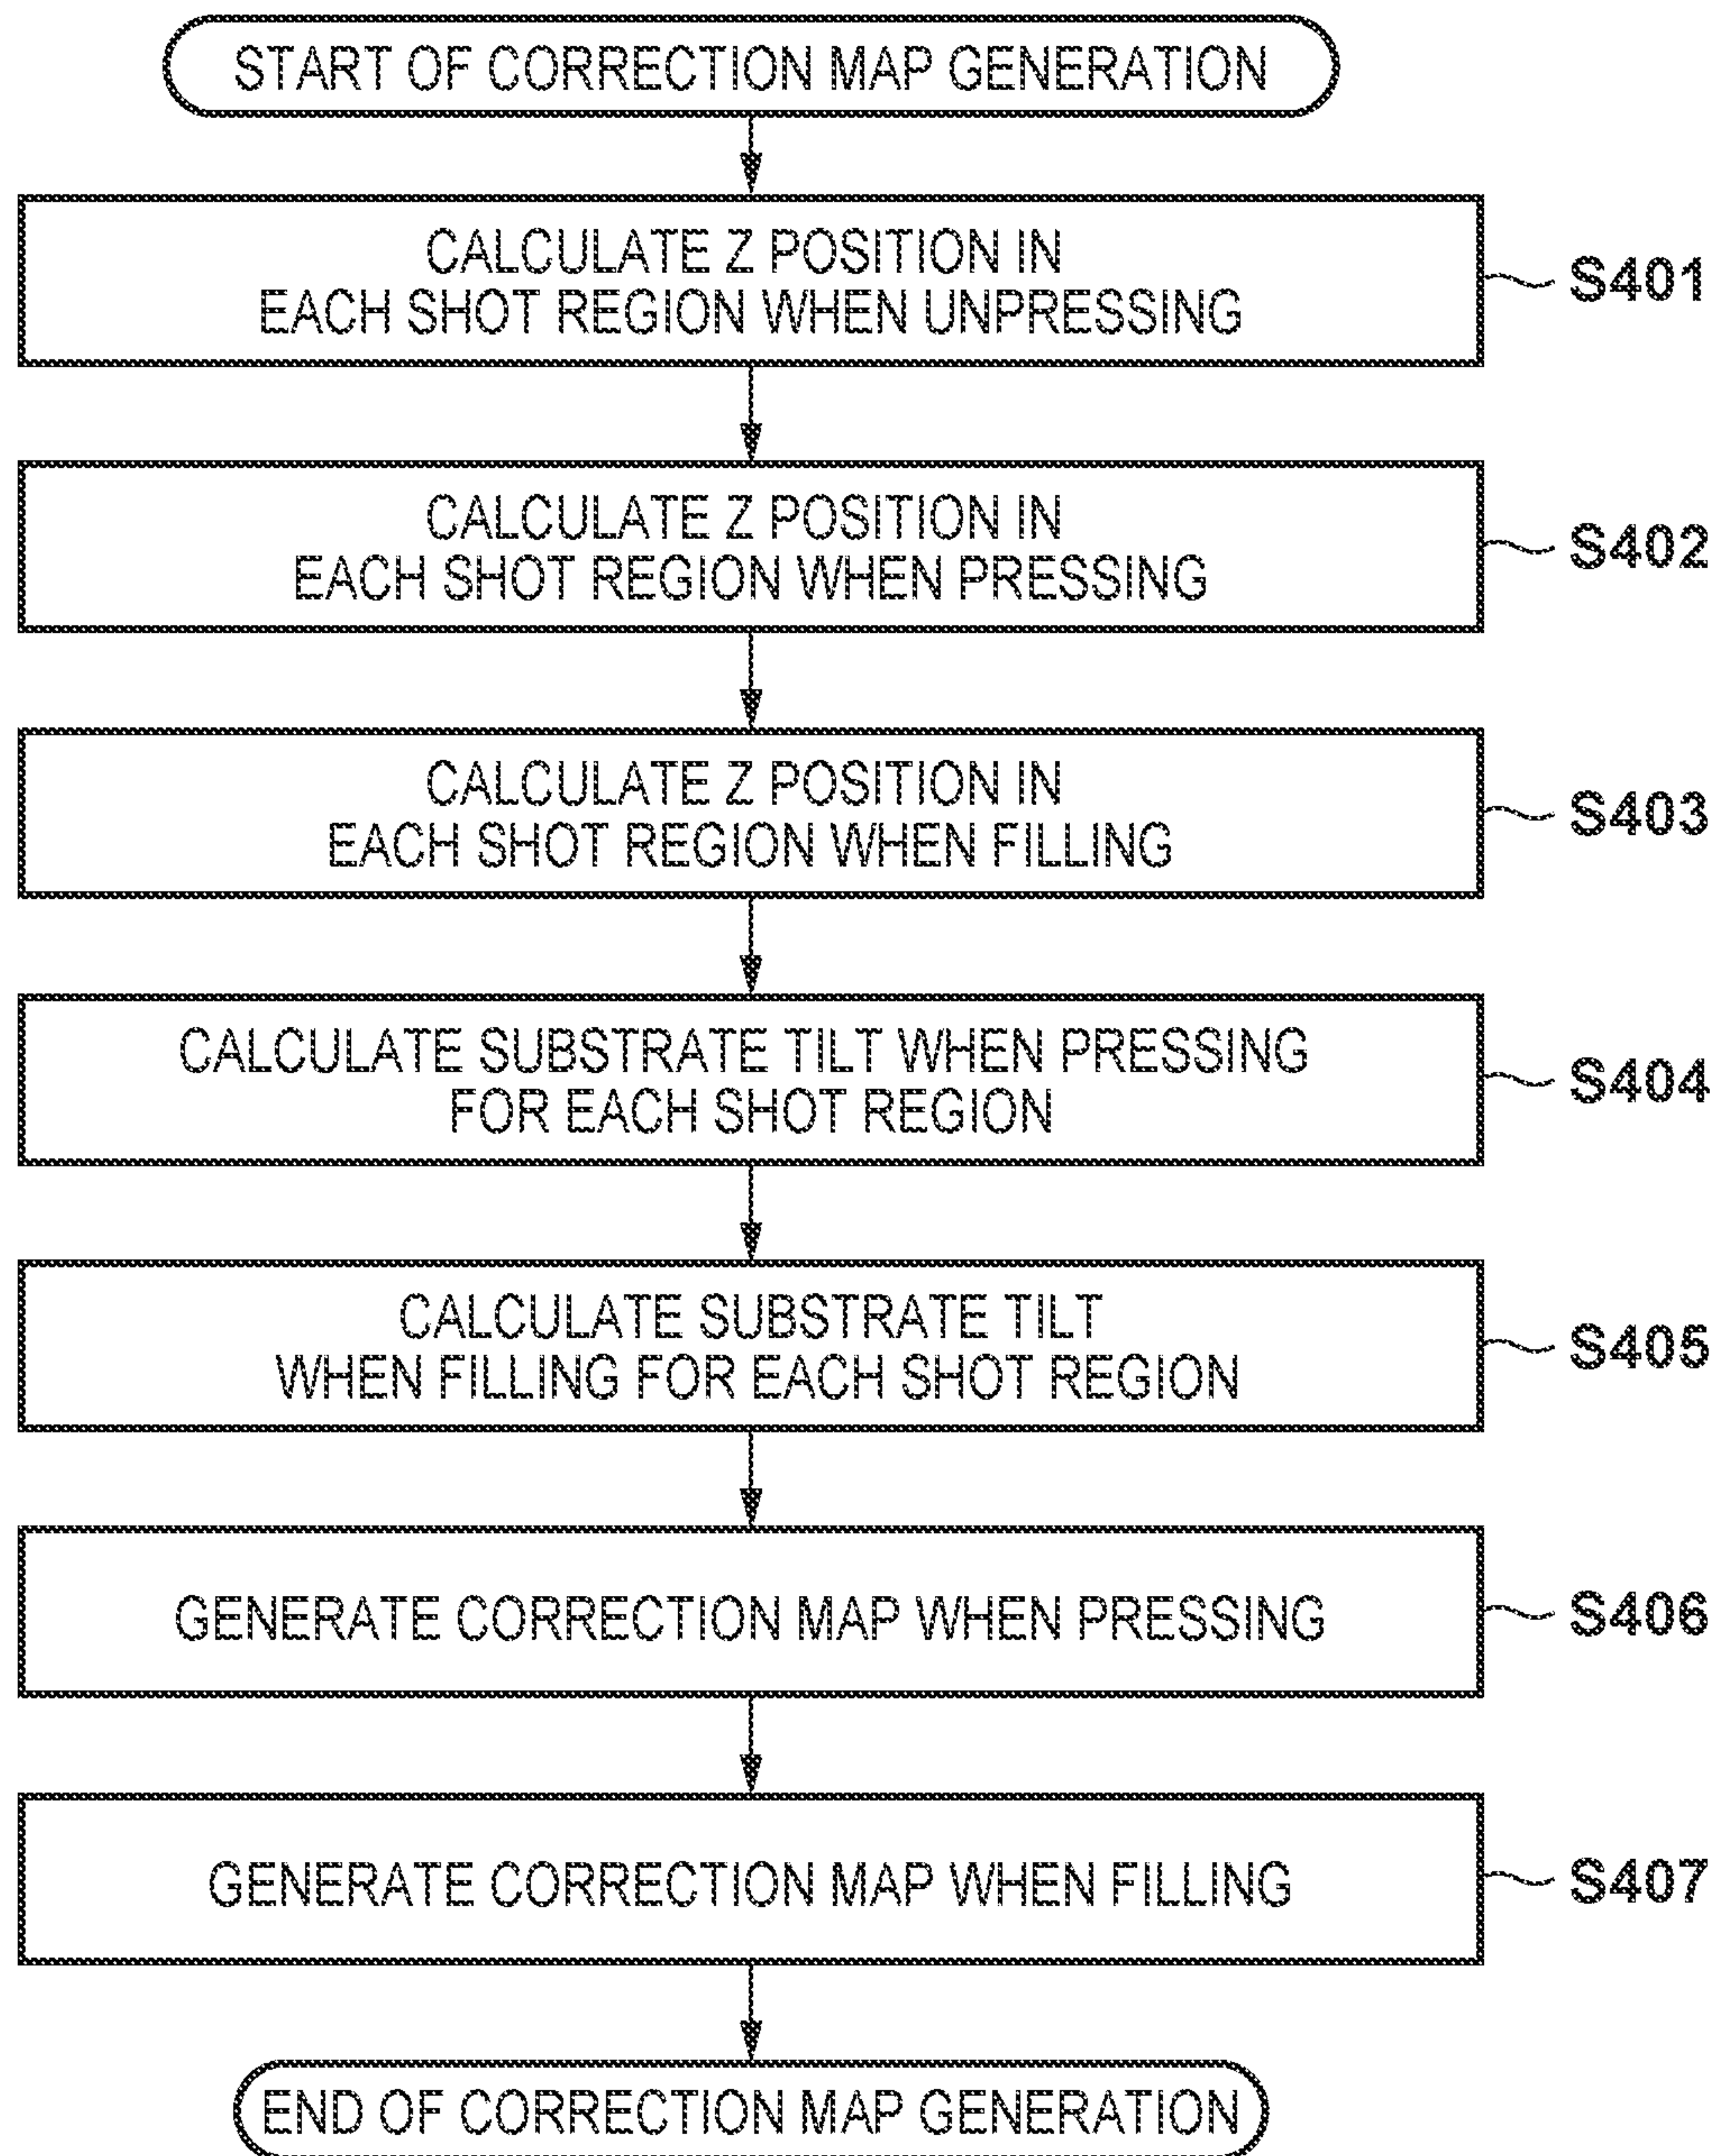 START OF CORRECTION MAP GENERATION
CALCULATE Z POSITION IN
EACH SHOT REGION WHEN UNPRESSING
S401
CALCULATE Z POSITION IN
EACH SHOT REGION WHEN PRESSING
S402
CALCULATE Z POSITION IN
EACH SHOT REGION WHEN FILLING
S403
CALCULATE SUBSTRATE TILT WHEN PRESSING
FOR EACH SHOT REGION
S404
CALCULATE SUBSTRATE TILT
WHEN FILLING FOR EACH SHOT REGION
S405
GENERATE CORRECTION MAP WHEN PRESSING
S406
GENERATE CORRECTION MAP WHEN FILLING
S407
END OF CORRECTION MAP GENERATION